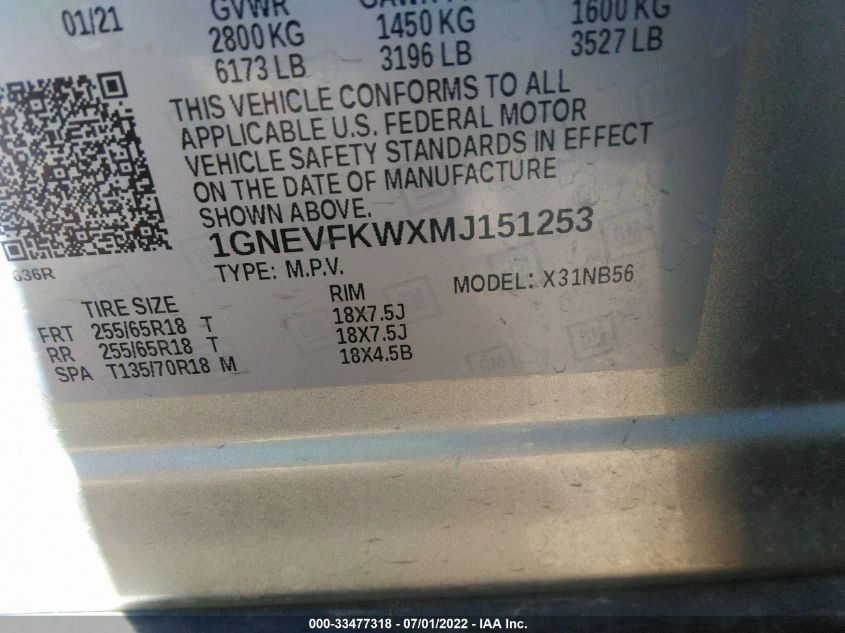 01/21 GVWR
2800 KG 1450 KG 1600 KG
6173 LB 3196 LB 3527 LB
THIS VEHICLE CONFORMS TO ALL
APPLICABLE U.S. FEDERAL MOTOR
VEHICLE SAFETY STANDARDS IN EFFECT
ON THE DATE OF MANUFACTURE
SHOWN ABOVE.
1GNEVFKWXMJ151253
636R TYPE: M.P.V. MODEL: X31NB56
TIRE SIZE RIM
FRT 255/65R18 T 18X7.5J
RR 255/65R18 T 18X7.5J
SPA T135/70R18 M 18X4.5B
GM
000-33477318 - 07/01/2022 - IAA Inc.